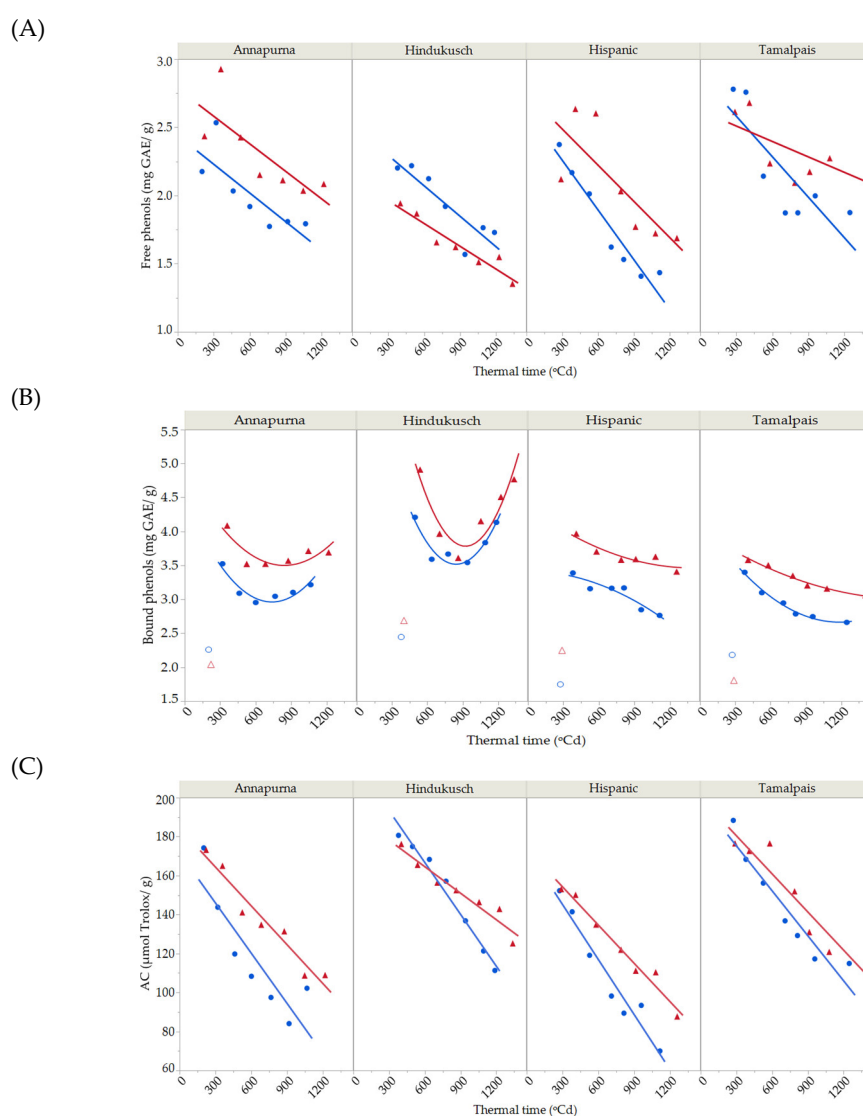 (A)
Annapurna Hindukusch Hispanic Tamalpais
Free phenols (mg GAE/ g)
3.0
2.5
2.0
1.5
1.0
0 300 600 900 1200 0 300 600 900 1200 0 300 600 900 1200 0 300 600 900 1200
Thermal time (ºCd)
(B)
Annapurna Hindukusch Hispanic Tamalpais
Bound phenols (mg GAE/ g)
5.5
5.0
4.5
4.0
3.5
3.0
2.5
2.0
1.5
0 300 600 900 1200 0 300 600 900 1200 0 300 600 900 1200 0 300 600 900 1200
Thermal time (ºCd)
(C)
Annapurna Hindukusch Hispanic Tamalpais
AC (µmol Trolox/ g)
200
180
160
140
120
100
80
60
0 300 600 900 1200 0 300 600 900 1200 0 300 600 900 1200 0 300 600 900 1200
Thermal time (ºCd)